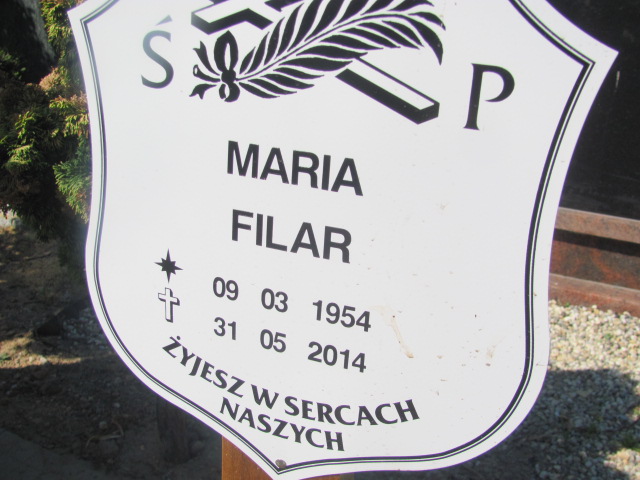 Ś P
MARIA
FILAR
09 03 1954
31 05 2014
ŻYJESZ W SERCACH
NASZYCH